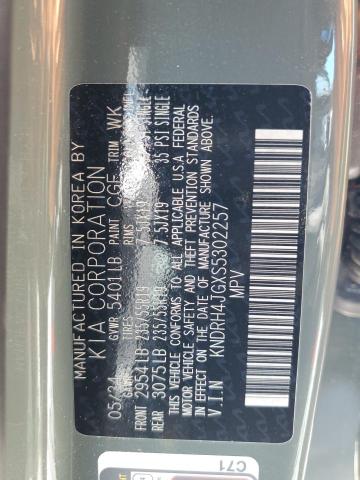 MANUFACTURED IN KOREA BY
KIA CORPORATION
05/24 GVWR 5401LB PAINT CGE TRIM WK
GAWR TIRES RIMS
FRONT 2954LB 235/55R19 7.5JX19 PSI SINGLE
REAR 3075LB 235/55R19 7.5JX19 35 PSI SINGLE
THIS VEHICLE CONFORMS TO ALL APPLICABLE U.S.A FEDERAL
MOTOR VEHICLE SAFETY AND THEFT PREVENTION STANDARDS
IN EFFECT ON THE DATE OF MANUFACTURE SHOWN ABOVE.
V.I.N KNDRH4JGXS5302257
MPV
C71